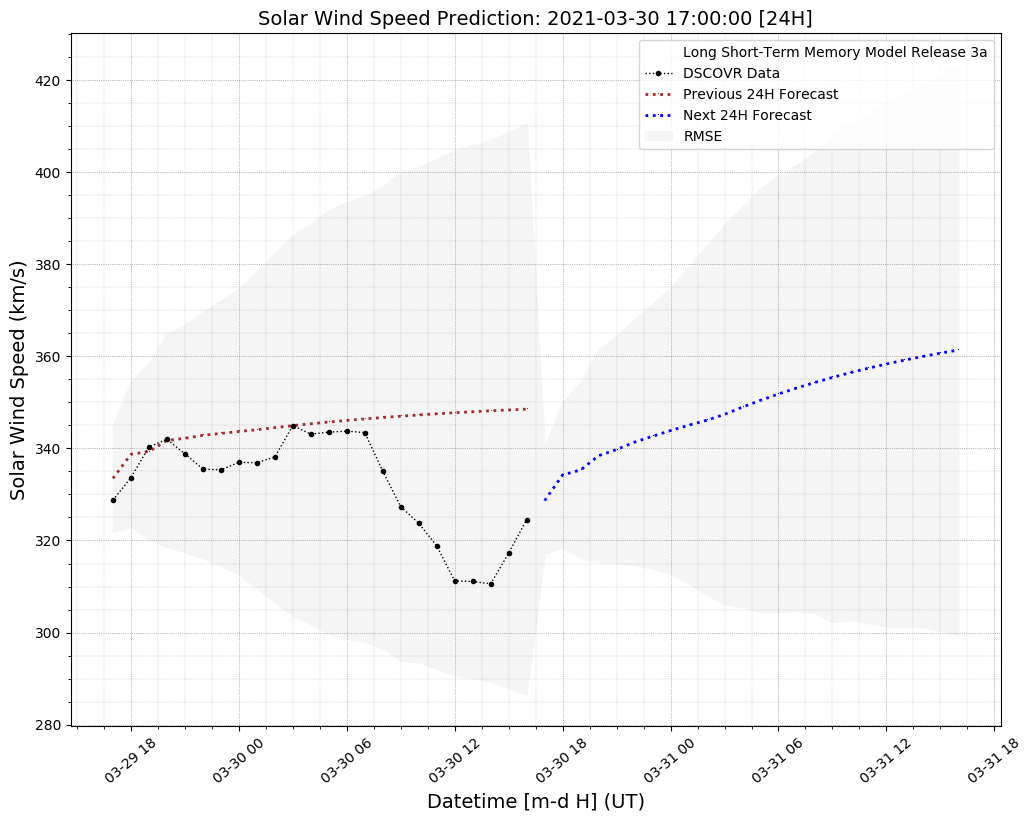 Solar Wind Speed Prediction: 2021-03-30 17:00:00 [24H]
Long Short-Term Memory Model Release 3a
DSCOVR Data
Previous 24H Forecast
Next 24H Forecast
RMSE
Solar Wind Speed (km/s)
420
400
380
360
340
320
300
280
03-29 18
03-30 00
03-30 06
03-30 12
03-30 18
03-31 00
03-31 06
03-31 12
03-31 18
Datetime [m-d H] (UT)